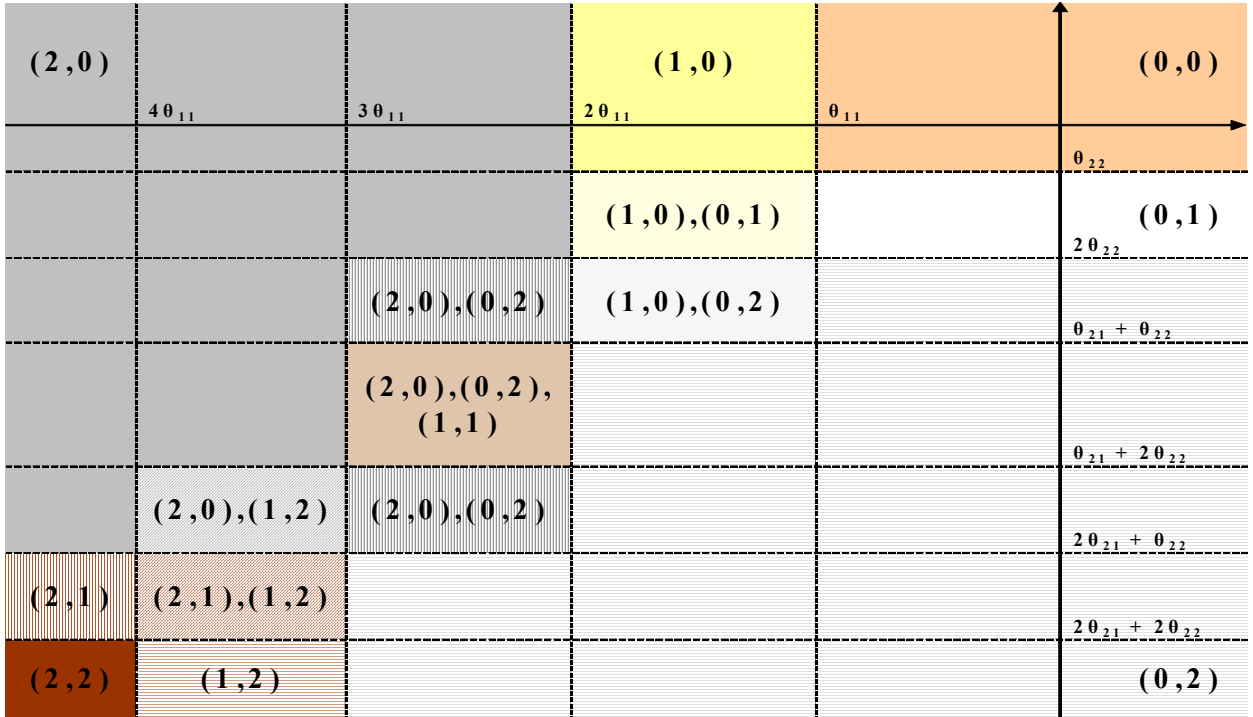 (2,0) (1,0) (0,0)
4θ₁₁ 3θ₁₁ 2θ₁₁ θ₁₁
θ₂₂
(1,0),(0,1) (0,1)
2θ₂₂
(2,0),(0,2) (1,0),(0,2)
θ₂₁ + θ₂₂
(2,0),(0,2),
(1,1)
θ₂₁ + 2θ₂₂
(2,0),(1,2) (2,0),(0,2)
2θ₂₁ + θ₂₂
(2,1) (2,1),(1,2)
2θ₂₁ + 2θ₂₂
(2,2) (1,2) (0,2)